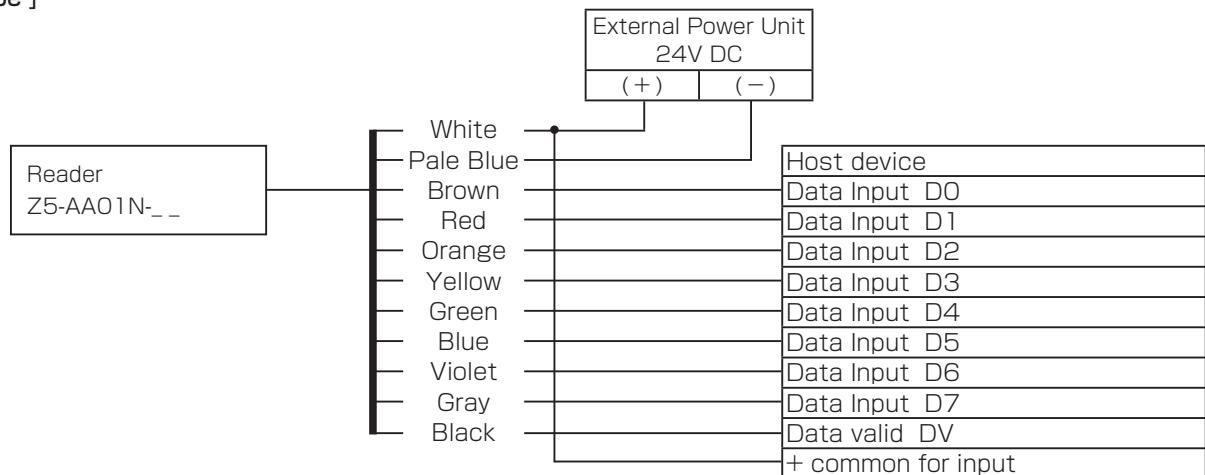 External Power Unit
24V DC
(+) (−)
White
Pale Blue
Brown
Red
Orange
Yellow
Green
Blue
Violet
Gray
Black
Reader
Z5-AA01N-_ _
Host device
Data Input D0
Data Input D1
Data Input D2
Data Input D3
Data Input D4
Data Input D5
Data Input D6
Data Input D7
Data valid DV
+ common for input